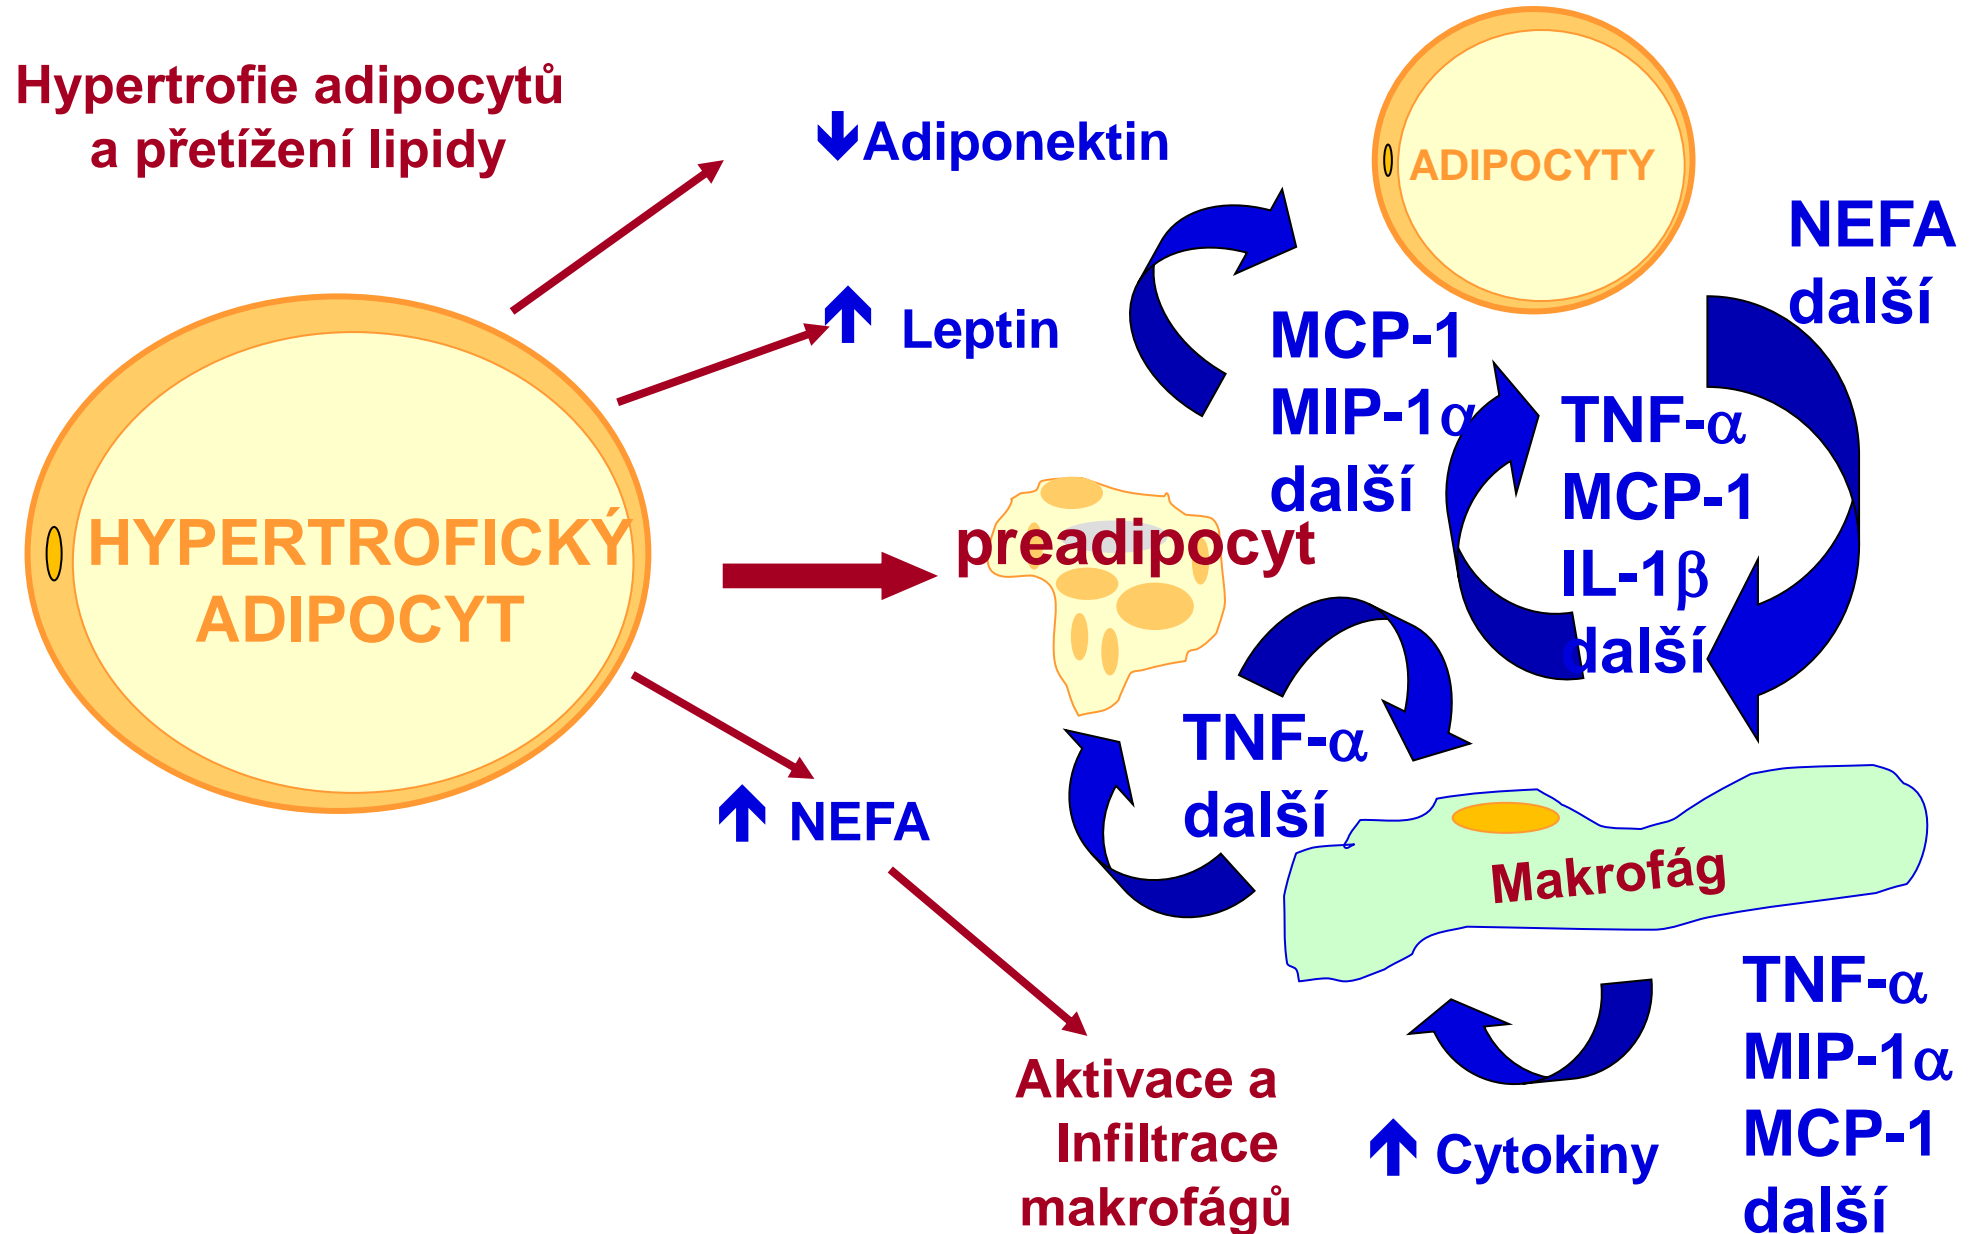 Hypertrofie adipocytů
a přetížení lipidy
🡻Adiponektin
ADIPOCYTY
NEFA
další
🡹 Leptin
MCP-1
MIP-1α
další
TNF-α
MCP-1
IL-1β
další
HYPERTROFICKÝ
ADIPOCYT
preadipocyt
TNF-α
další
🡹 NEFA
Makrofág
Aktivace a
Infiltrace
makrofágů
🡹 Cytokiny
TNF-α
MIP-1α
MCP-1
další